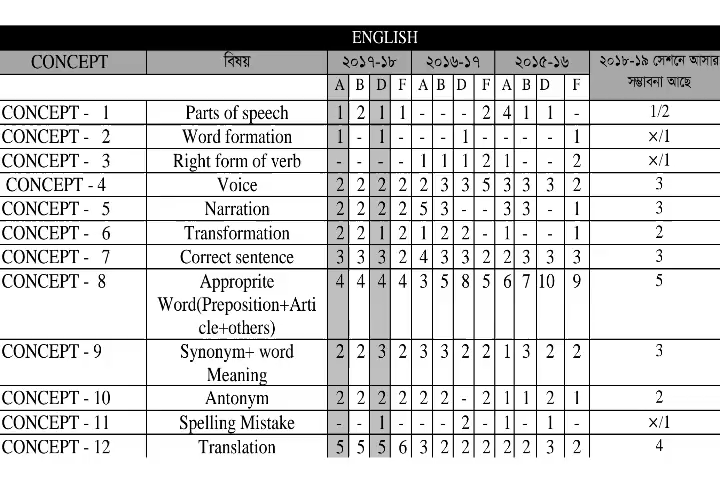 ENGLISH
CONCEPT বিষয় ২০১৭-১৮ ২০১৬-১৭ ২০১৫-১৬ ২০১৮-১৯ সেশনে আসার
সম্ভাবনা আছে
A B D F A B D F A B D F
CONCEPT - 1 Parts of speech 1 2 1 1 - - - 2 4 1 1 - 1/2
CONCEPT - 2 Word formation 1 - 1 - - - 1 - - - - 1 ×/1
CONCEPT - 3 Right form of verb - - - - 1 1 1 2 1 - - 2 ×/1
CONCEPT - 4 Voice 2 2 2 2 2 3 3 5 3 3 3 2 3
CONCEPT - 5 Narration 2 2 2 2 5 3 - - 3 3 - 1 3
CONCEPT - 6 Transformation 2 2 1 2 1 2 2 - 1 - - 1 2
CONCEPT - 7 Correct sentence 3 3 3 2 4 3 3 2 2 3 3 3 3
CONCEPT - 8 Approprite 4 4 4 4 3 5 8 5 6 7 10 9 5
Word(Preposition+Arti
cle+others)
CONCEPT - 9 Synonym+ word 2 2 3 2 3 3 2 2 1 3 2 2 3
Meaning
CONCEPT - 10 Antonym 2 2 2 2 2 2 - 2 1 1 2 1 2
CONCEPT - 11 Spelling Mistake - - 1 - - - 2 - 1 - 1 - ×/1
CONCEPT - 12 Translation 5 5 5 6 3 2 2 2 2 2 3 2 4